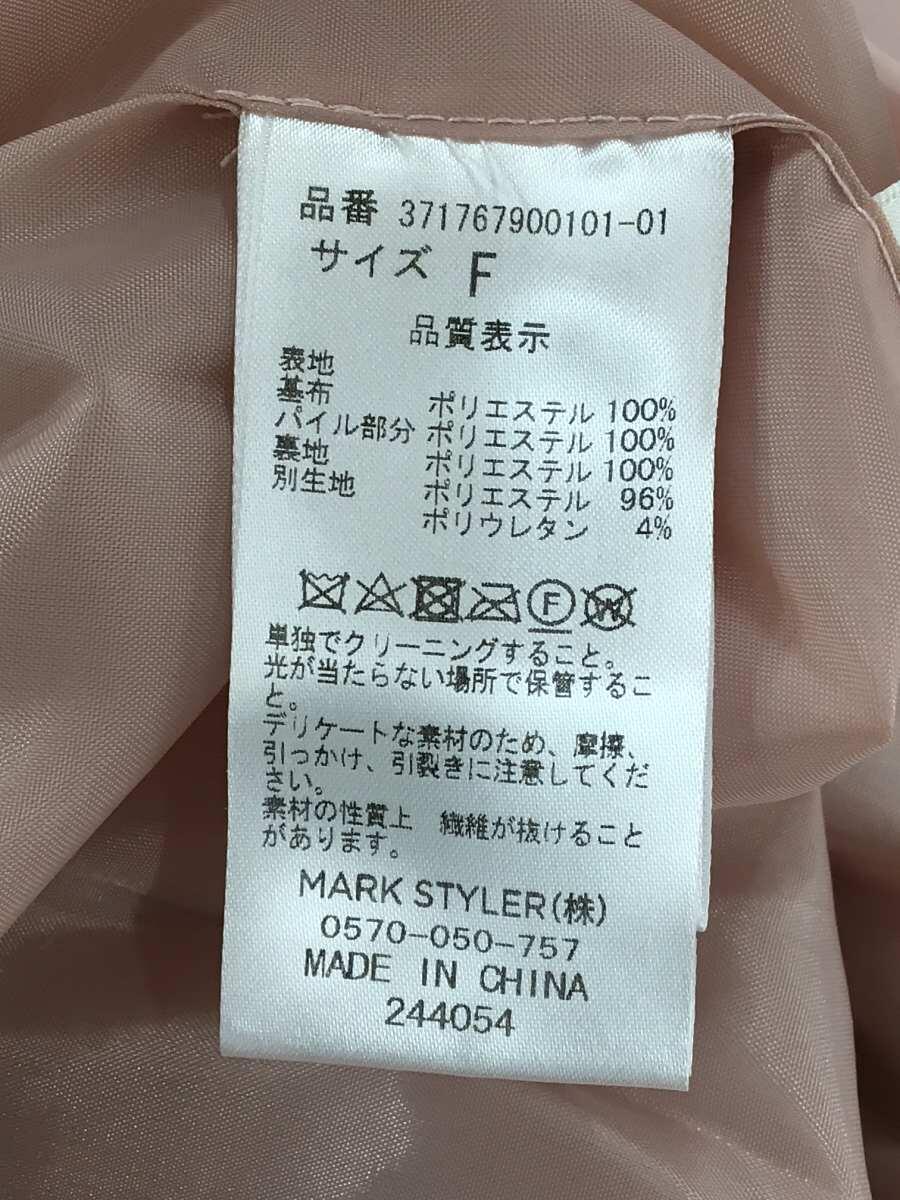 品番 371767900101-01
サイズ F
品質表示
表地
基布 ポリエステル 100%
パイル部分 ポリエステル 100%
裏地 ポリエステル 100%
別生地 ポリエステル 96%
ポリウレタン 4%
F W
単独でクリーニングすること。
光が当たらない場所で保管するこ
と。
デリケートな素材のため、摩擦、
引っかけ、引裂きに注意してくだ
さい。
素材の性質上 繊維が抜けること
があります。
MARK STYLER(株)
0570-050-757
MADE IN CHINA
244054